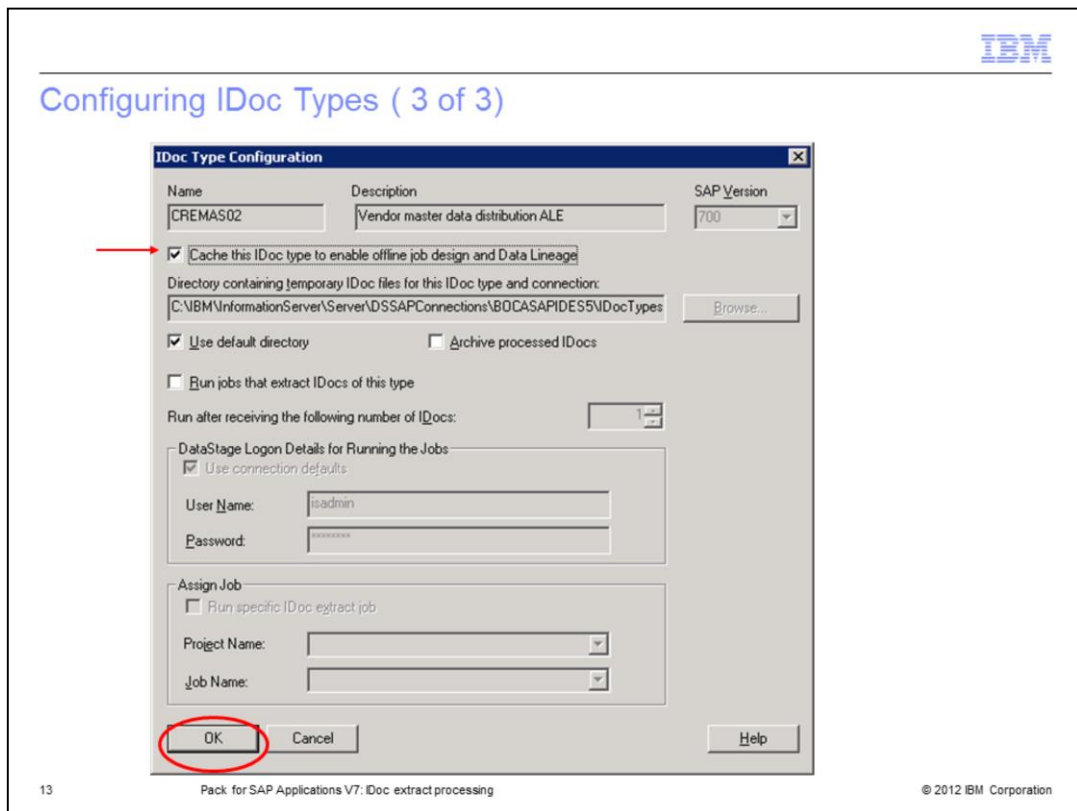 IBM
Configuring IDoc Types ( 3 of 3)
IDoc Type Configuration
Name Description SAP Version
CREMAS02 Vendor master data distribution ALE 700
Cache this IDoc type to enable offline job design and Data Lineage
Directory containing temporary IDoc files for this IDoc type and connection:
C:\IBM\InformationServer\Server\DSSAPConnections\BOCASAPIDES5\IDocTypes Browse...
Use default directory Archive processed IDocs
Run jobs that extract IDocs of this type
Run after receiving the following number of IDocs: 1
DataStage Logon Details for Running the Jobs
Use connection defaults
User Name: isadmin
Password: ********
Assign Job
Run specific IDoc extract job
Project Name:
Job Name:
OK Cancel Help
13 Pack for SAP Applications V7: IDoc extract processing © 2012 IBM Corporation